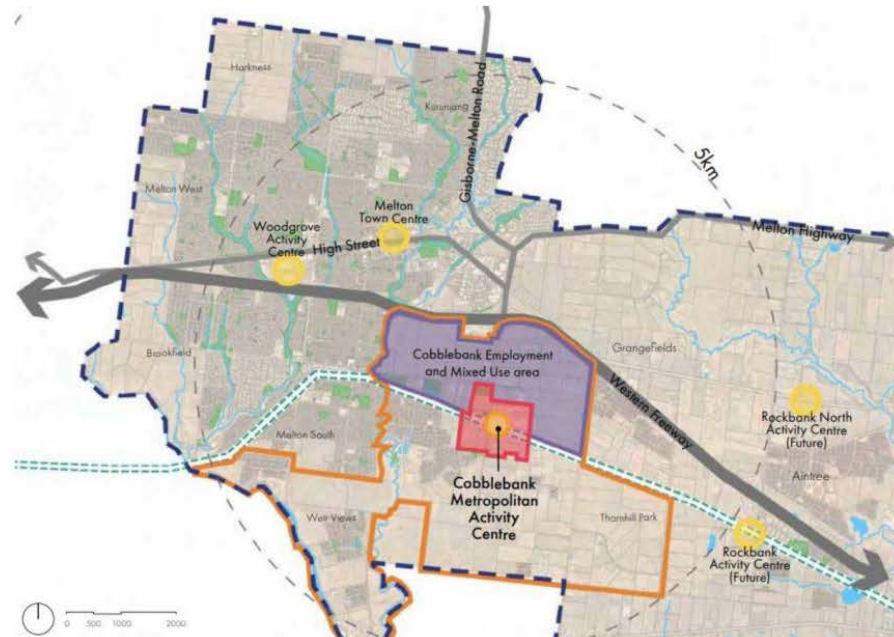 Harkness
Kurunjang
Gisborne-Melton Road
5km
Melton West
Melton
Town Centre
Woodgrove
Activity
Centre
High Street
Melton Highway
Brookfield
Cobblebank Employment
and Mixed Use area
Grangefields
Western Freeway
Rockbank North
Activity Centre
(Future)
Melton South
Aintree
Cobblebank
Metropolitan
Activity
Centre
Weir Views
Thornhill Park
Rockbank
Activity Centre
(Future)
0 500 1000 2000